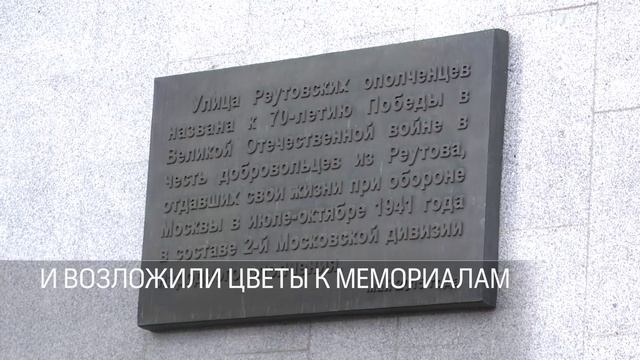 Улица Реутовских ополченцев
названа к 70-летию Победы в
Великой Отечественной войне в
честь добровольцев из Реутова,
отдавших свои жизни при обороне
Москвы в июле-октябре 1941 года
в составе 2-й Московской дивизии
И ВОЗЛОЖИЛИ ЦВЕТЫ К МЕМОРИАЛАМ